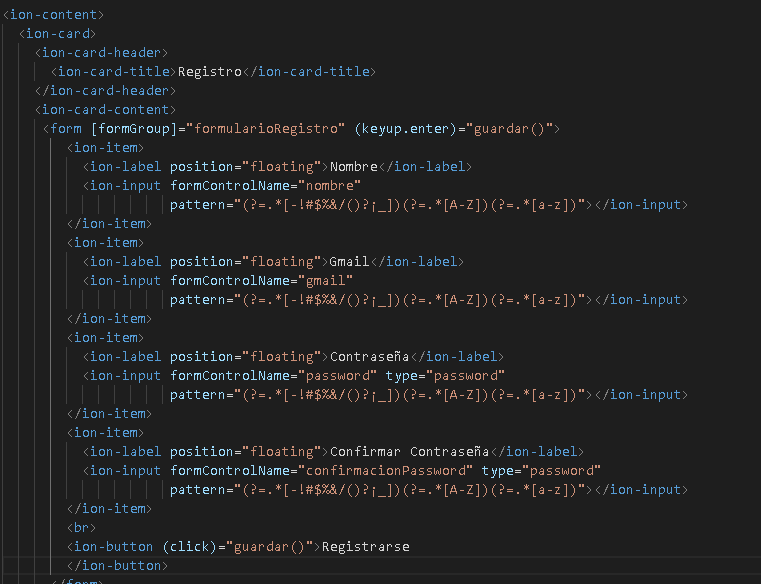 <ion-content>
<ion-card>
<ion-card-header>
<ion-card-title>Registro</ion-card-title>
</ion-card-header>
<ion-card-content>
<form [formGroup]="formularioRegistro" (keyup.enter)="guardar()">
<ion-item>
<ion-label position="floating">Nombre</ion-label>
<ion-input formControlName="nombre"
pattern="(?=.*[-!#$%&/()?¡_])(?=.*[A-Z])(?=.*[a-z])"></ion-input>
</ion-item>
<ion-item>
<ion-label position="floating">Gmail</ion-label>
<ion-input formControlName="gmail"
pattern="(?=.*[-!#$%&/()?¡_])(?=.*[A-Z])(?=.*[a-z])"></ion-input>
</ion-item>
<ion-item>
<ion-label position="floating">Contraseña</ion-label>
<ion-input formControlName="password" type="password"
pattern="(?=.*[-!#$%&/()?¡_])(?=.*[A-Z])(?=.*[a-z])"></ion-input>
</ion-item>
<ion-item>
<ion-label position="floating">Confirmar Contraseña</ion-label>
<ion-input formControlName="confirmacionPassword" type="password"
pattern="(?=.*[-!#$%&/()?¡_])(?=.*[A-Z])(?=.*[a-z])"></ion-input>
</ion-item>
<br>
<ion-button (click)="guardar()">Registrarse
</ion-button>
</form>